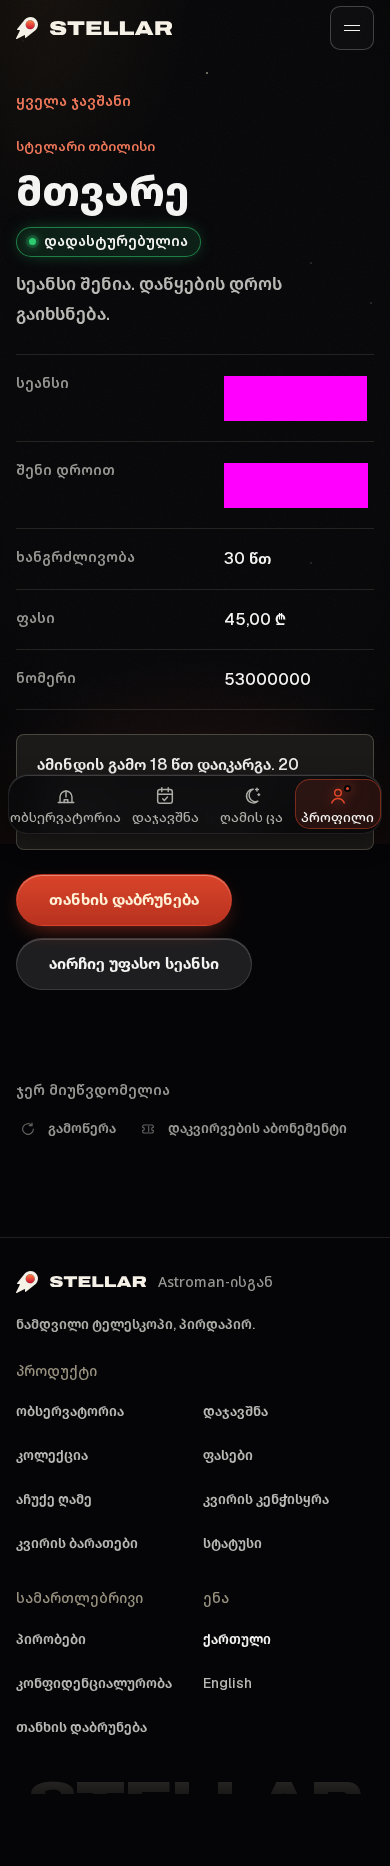 STELLAR
ყველა ჯავშანი
სტელარი თბილისი
მთვარე
დადასტურებულია
სეანსი შენია. დაწყების დროს
გაიხსნება.
სეანსი
შენი დროით
ხანგრძლივობა 30 წთ
ფასი 45,00 ₾
ნომერი 53000000
ამინდის გამო 18 წთ დაიკარგა. 20
ობსერვატორია დაჯავშნა ღამის ცა პროფილი
თანხის დაბრუნება
აირჩიე უფასო სეანსი
ჯერ მიუწვდომელია
გამოწერა დაკვირვების აბონემენტი
STELLAR Astroman-ისგან
ნამდვილი ტელესკოპი, პირდაპირ.
პროდუქტი
ობსერვატორია დაჯავშნა
კოლექცია ფასები
აჩუქე ღამე კვირის კენჭისყრა
კვირის ბარათები სტატუსი
სამართლებრივი ენა
პირობები ქართული
კონფიდენციალურობა English
თანხის დაბრუნება
STELLAR